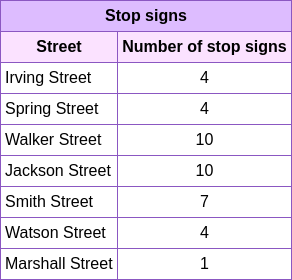 Stop signs
Street Number of stop signs
Irving Street 4
Spring Street 4
Walker Street 10
Jackson Street 10
Smith Street 7
Watson Street 4
Marshall Street 1